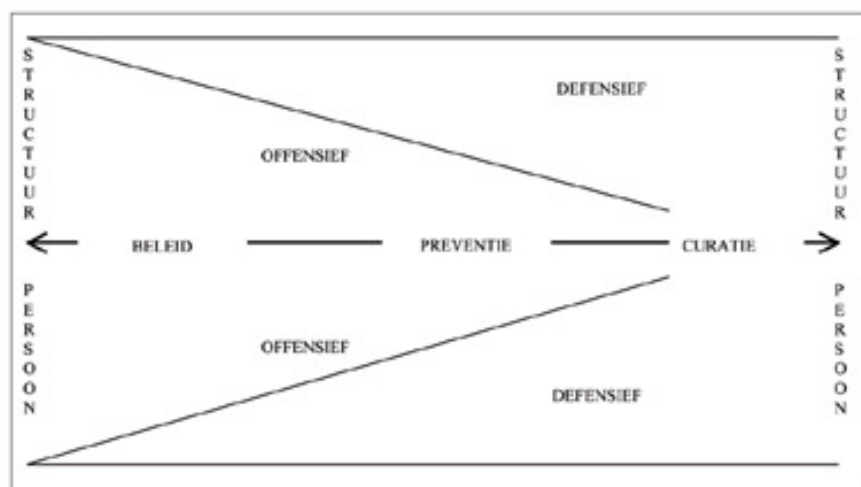 STRUCTUUR
STRUCTUUR
DEFENSIEF
OFFENSIEF
BELEID PREVENTIE CURATIE
PERSOON
PERSOON
OFFENSIEF
DEFENSIEF